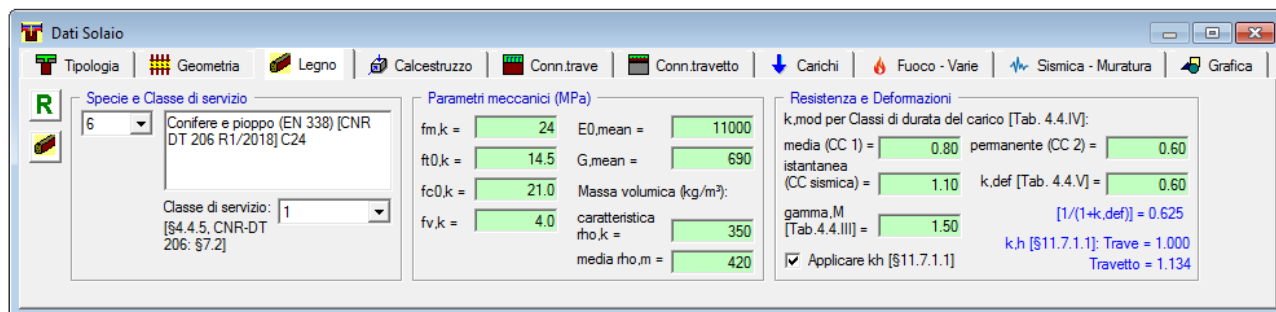 Dati Solaio
Tipologia Geometria Legno Calcestruzzo Conn.trave Conn.travetto Carichi Fuoco - Varie Sismica - Muratura Grafica
R
Specie e Classe di servizio
6
Conifere e pioppo (EN 338) [CNR
DT 206 R1/2018] C24
Classe di servizio: 1
[§4.4.5, CNR-DT
206: §7.2]
Parametri meccanici (MPa)
fm,k = 24 E0,mean = 11000
ft0,k = 14.5 G,mean = 690
fc0,k = 21.0 Massa volumica (kg/m³):
fv,k = 4.0 caratteristica
rho,k = 350
media rho,m = 420
Resistenza e Deformazioni
k,mod per Classi di durata del carico [Tab. 4.4.IV]:
media (CC 1) = 0.80 permanente (CC 2) = 0.60
istantanea
(CC sismica) = 1.10 k,def [Tab. 4.4.V] = 0.60
gamma,M
[Tab.4.4.III] = 1.50
[1/(1+k,def)] = 0.625
k,h [§11.7.1.1]: Trave = 1.000
Travetto = 1.134
Applicare kh [§11.7.1.1]